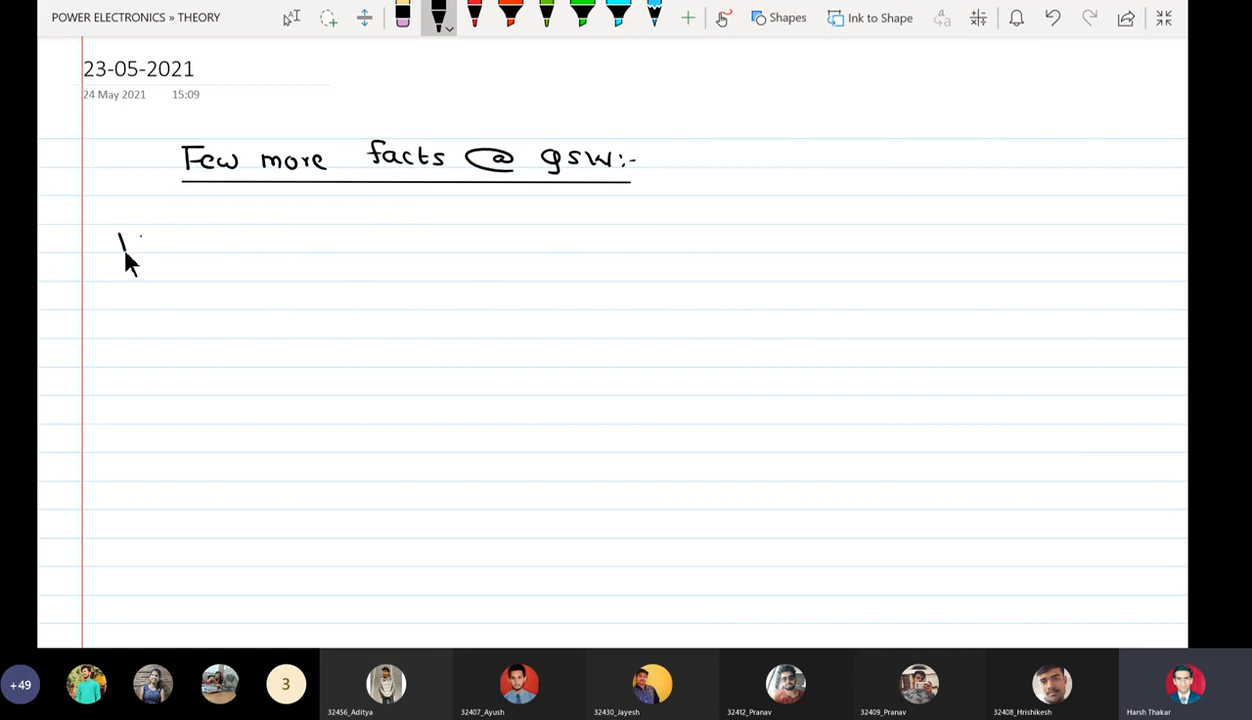 POWER ELECTRONICS » THEORY
Shapes
Ink to Shape
23-05-2021
24 May 2021 15:09
Few more facts @ qsw:-
+49
3
32456_Aditya
32407_Ayush
32430_Jayesh
32412_Pranav
32409_Pranav
32408_Hrishikesh
Harsh Thakar